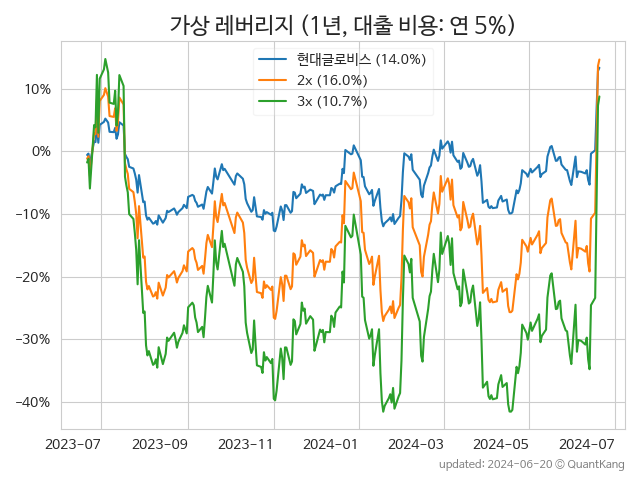 가상 레버리지 (1년, 대출 비용: 연 5%)
현대글로비스 (14.0%)
2x (16.0%)
3x (10.7%)
10%
0%
−10%
−20%
−30%
−40%
2023-07 2023-09 2023-11 2024-01 2024-03 2024-05 2024-07
updated: 2024-06-20 © QuantKang